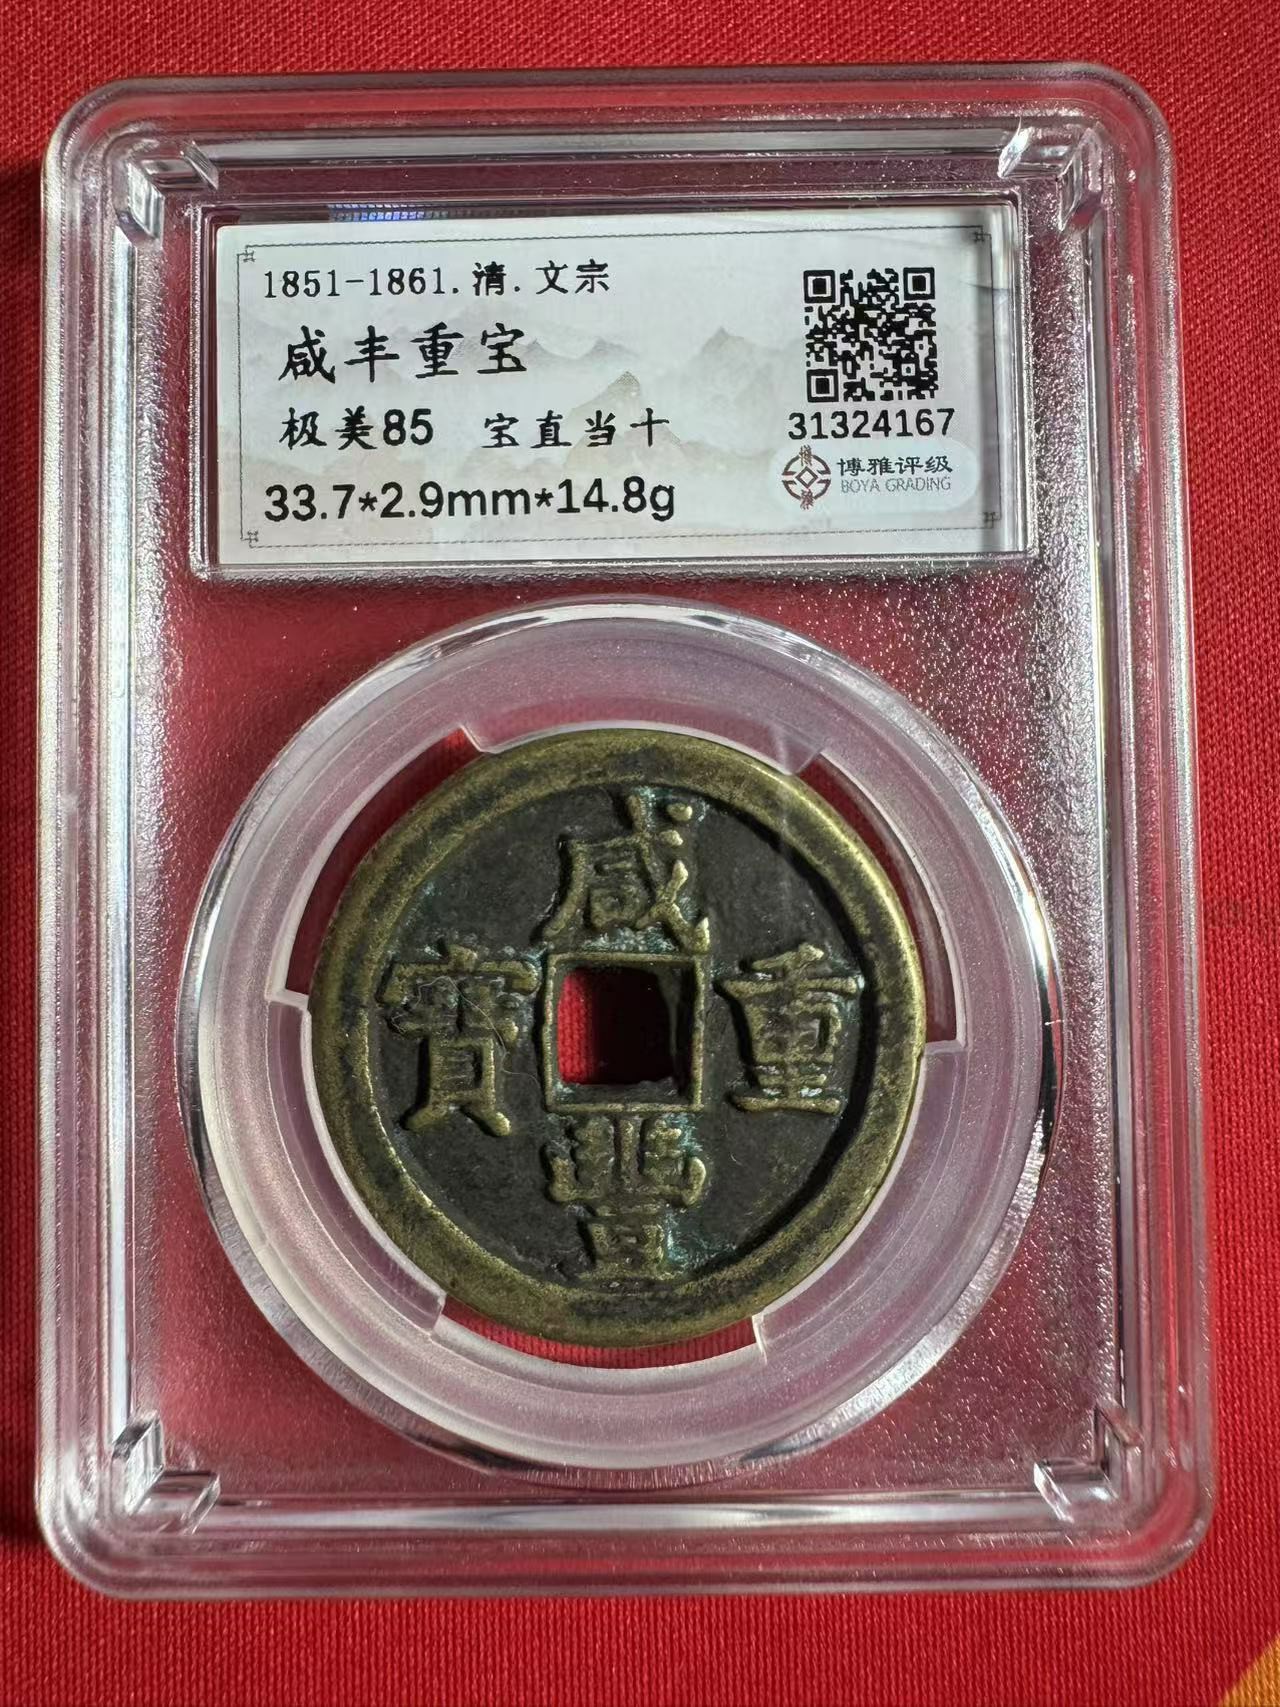 1851-1861.清.文宗
咸丰重宝
极美85 宝直当十
33.7*2.9mm*14.8g
31324167
博雅评级
BOYA GRADING
咸
寶 重
豐